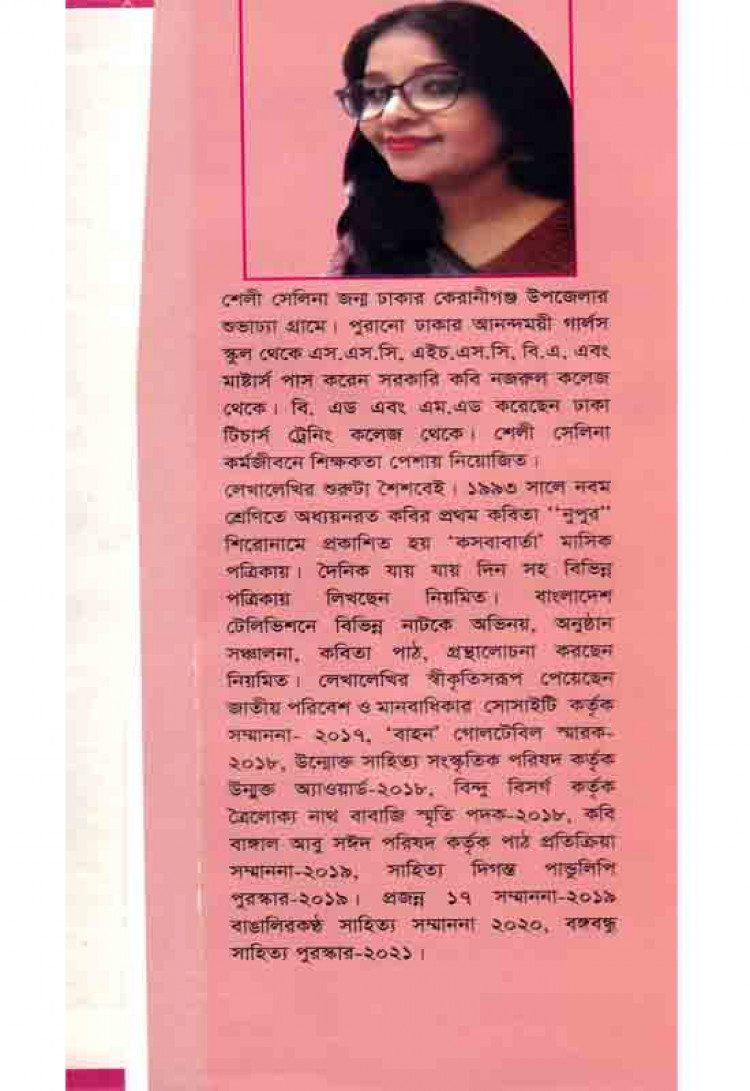 শেলী সেলিনা জন্ম ঢাকার কেরানীগঞ্জ উপজেলার
শুভাঢ্যা গ্রামে। পুরানো ঢাকার আনন্দময়ী গার্লস
স্কুল থেকে এস.এস.সি, এইচ.এস.সি, বি.এ, এবং
মাষ্টার্স পাস করেন সরকারি কবি নজরুল কলেজ
থেকে। বি. এড এবং এম.এড করেছেন ঢাকা
টিচার্স ট্রেনিং কলেজ থেকে। শেলী সেলিনা
কর্মজীবনে শিক্ষকতা পেশায় নিয়োজিত।
লেখালেখির শুরুটা শৈশবেই। ১৯৯৩ সালে নবম
শ্রেণিতে অধ্যয়নরত কবির প্রথম কবিতা ‘‘নুপুর’’
শিরোনামে প্রকাশিত হয় ‘কসবাবার্তা’ মাসিক
পত্রিকায়। দৈনিক যায় যায় দিন সহ বিভিন্ন
পত্রিকায় লিখছেন নিয়মিত। বাংলাদেশ
টেলিভিশনে বিভিন্ন নাটকে অভিনয়, অনুষ্ঠান
সঞ্চালনা, কবিতা পাঠ, গ্রন্থালোচনা করছেন
নিয়মিত। লেখালেখির স্বীকৃতিসরূপ পেয়েছেন
জাতীয় পরিবেশ ও মানবাধিকার সোসাইটি কর্তৃক
সম্মাননা- ২০১৭, ‘বাহন’ গোলটেবিল স্মারক-
২০১৮, উন্মোক্ত সাহিত্য সংস্কৃতিক পরিষদ কর্তৃক
উন্মুক্ত অ্যাওয়ার্ড-২০১৮, বিন্দু বিসর্গ কর্তৃক
ত্রৈলোক্য নাথ বাবাজি স্মৃতি পদক-২০১৮, কবি
বাঙ্গাল আবু সঈদ পরিষদ কর্তৃক পাঠ প্রতিক্রিয়া
সম্মাননা-২০১৯, সাহিত্য দিগন্ত পান্ডুলিপি
পুরস্কার-২০১৯। প্রজন্ন ১৭ সম্মাননা-২০১৯
বাঙালিরকণ্ঠ সাহিত্য সম্মাননা ২০২০, বঙ্গবন্ধু
সাহিত্য পুরস্কার-২০২১।